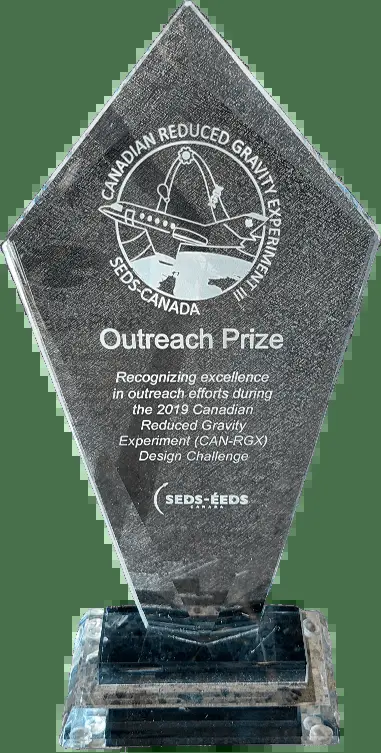 CANADIAN REDUCED GRAVITY EXPERIMENT III
SEDS-CANADA
Outreach Prize
Recognizing excellence
in outreach efforts during
the 2019 Canadian
Reduced Gravity
Experiment (CAN-RGX)
Design Challenge
SEDS-ÉEDS
CANADA